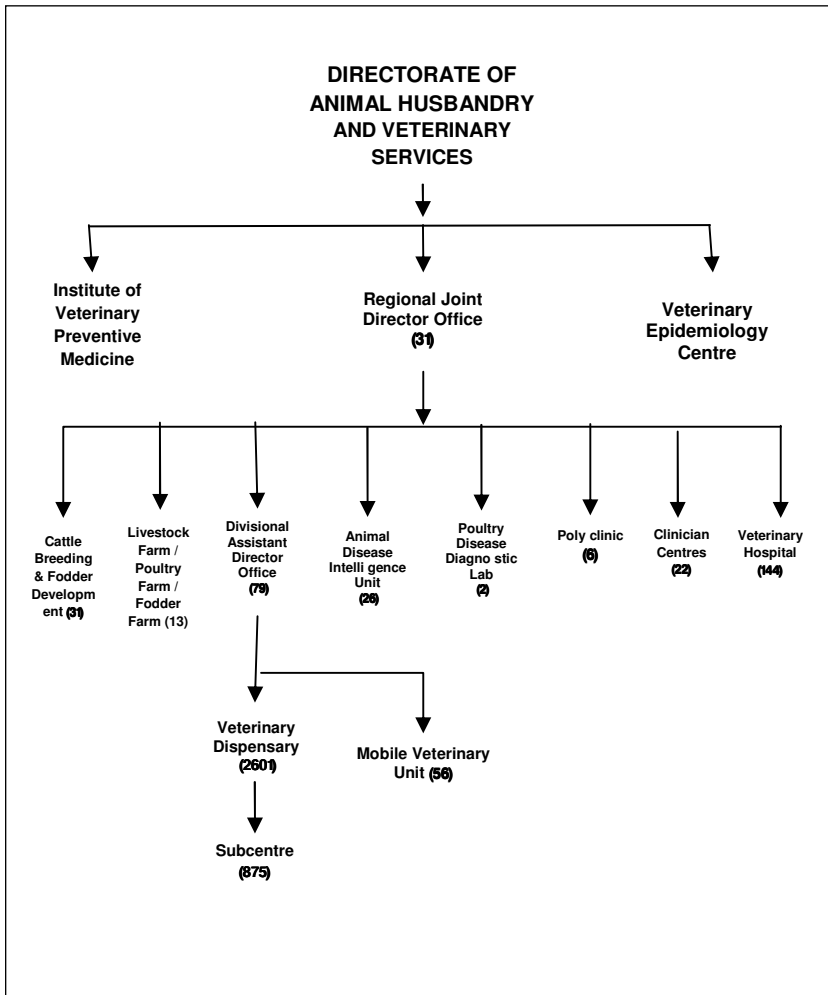 DIRECTORATE OF
ANIMAL HUSBANDRY
AND VETERINARY
SERVICES
Institute of
Veterinary
Preventive
Medicine
Regional Joint
Director Office
(31)
Veterinary
Epidemiology
Centre
Cattle
Breeding
& Fodder
Developm
ent (31)
Livestock
Farm /
Poultry
Farm /
Fodder
Farm (13)
Divisional
Assistant
Director
Office
(79)
Animal
Disease
Intelli gence
Unit
(26)
Poultry
Disease
Diagno stic
Lab
(2)
Poly clinic
(6)
Clinician
Centres
(22)
Veterinary
Hospital
(144)
Veterinary
Dispensary
(2601)
Mobile Veterinary
Unit (56)
Subcentre
(875)